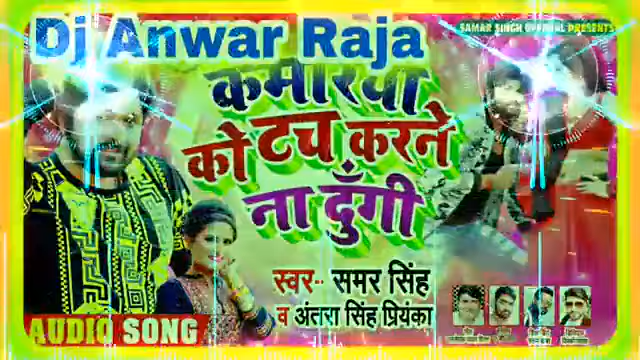 Dj Anwar Raja
SAMAR SINGH OFFICIAL PRESENTS
कमरिया
को टच करने
ना दुँगी
स्वर- समर सिंह
व अंतरा सिंह प्रियंका
AUDIO SONG